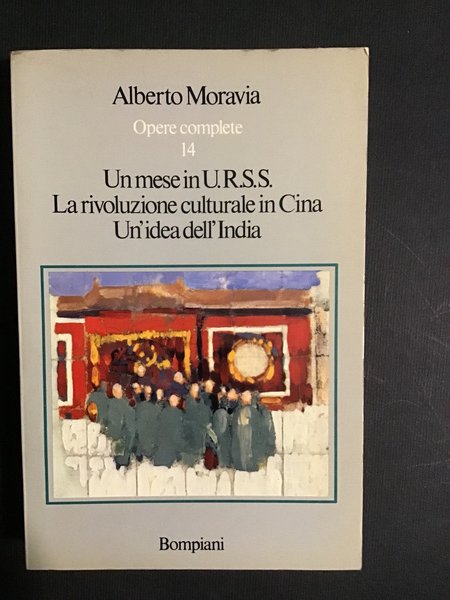 Alberto Moravia
Opere complete
14
Un mese in U.R.S.S.
La rivoluzione culturale in Cina
Un'idea dell'India
Bompiani